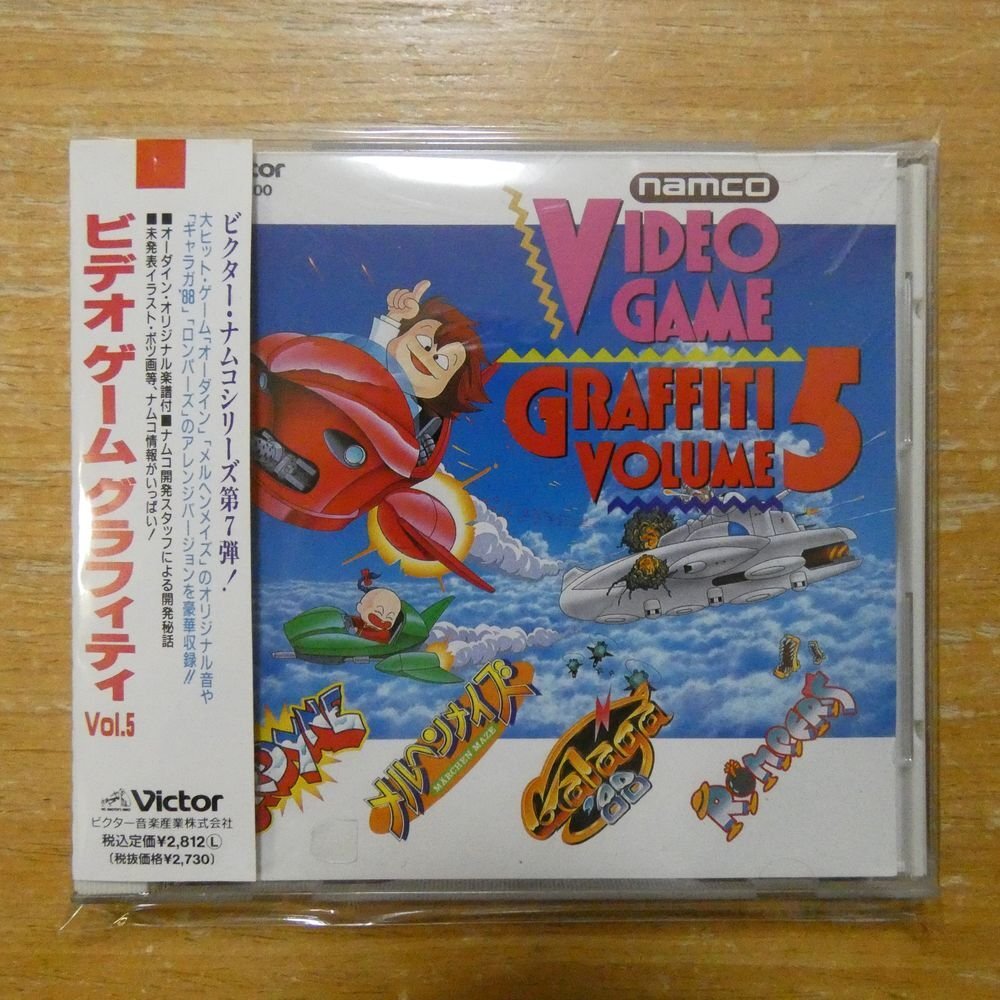 ビデオ ゲーム グラフィティ
Vol.5
Victor
ビクター音楽産業株式会社
税込定価¥2,812Ⓛ
〔税抜価格¥2,730〕
ビクター・ナムコシリーズ第7弾！
大ヒット・ゲーム「オーダイン」「メルヘンメイズ」のオリジナル音や
「ギャラガ'88」「ロンパーズ」のアレンジバージョンを豪華収録!!
■オーダイン・オリジナル楽譜付■ナムコ開発スタッフによる開発秘話
■未発表イラスト・ボツ画等、ナムコ情報がいっぱい！
ctor
00
namco
VIDEO
GAME
GRAFFITI
VOLUME 5
メルヘンメイズ
MÄRCHEN MAZE
Galaga
'88
ROMPERS